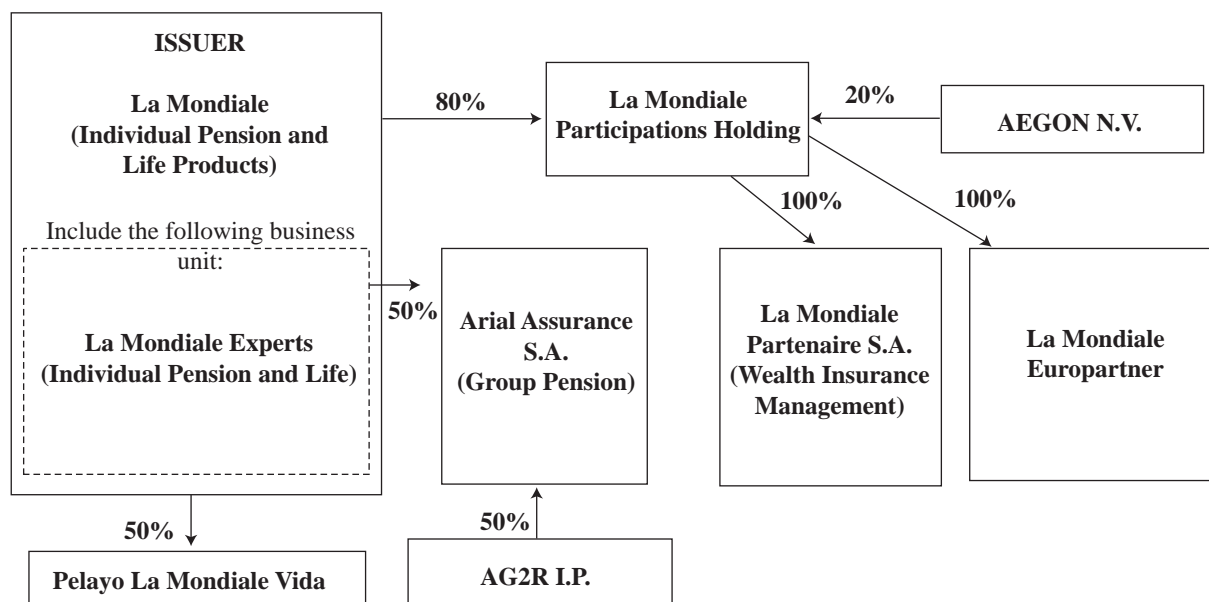 ISSUER
La Mondiale
(Individual Pension and
Life Products)
Include the following business
unit:
La Mondiale Experts
(Individual Pension and Life)
80%
La Mondiale
Participations Holding
20%
AEGON N.V.
100%
100%
50%
Arial Assurance
S.A.
(Group Pension)
La Mondiale
Partenaire S.A.
(Wealth Insurance
Management)
La Mondiale
Europartner
50%
Pelayo La Mondiale Vida
50%
AG2R I.P.